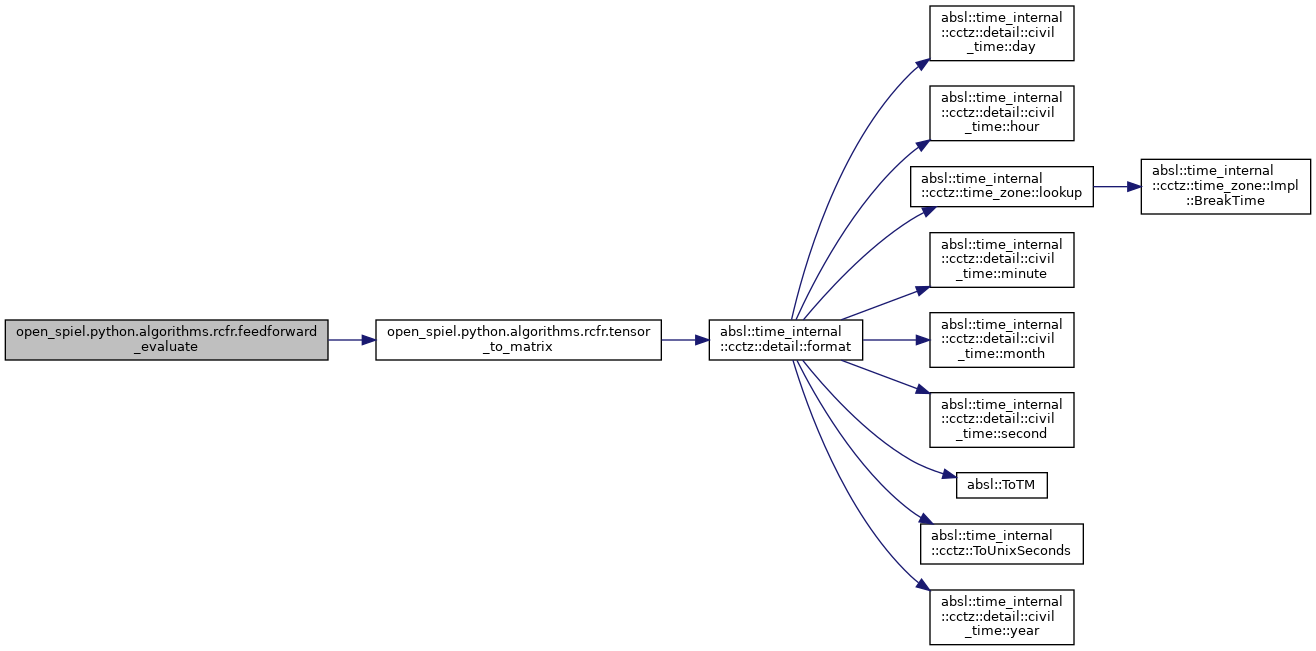 open_spiel.python.algorithms.rcfr.feedforward
_evaluate
open_spiel.python.algorithms.rcfr.tensor
_to_matrix
absl::time_internal
::cctz::detail::format
absl::time_internal
::cctz::detail::civil
_time::day
absl::time_internal
::cctz::detail::civil
_time::hour
absl::time_internal
::cctz::time_zone::lookup
absl::time_internal
::cctz::time_zone::Impl
::BreakTime
absl::time_internal
::cctz::detail::civil
_time::minute
absl::time_internal
::cctz::detail::civil
_time::month
absl::time_internal
::cctz::detail::civil
_time::second
absl::ToTM
absl::time_internal
::cctz::ToUnixSeconds
absl::time_internal
::cctz::detail::civil
_time::year